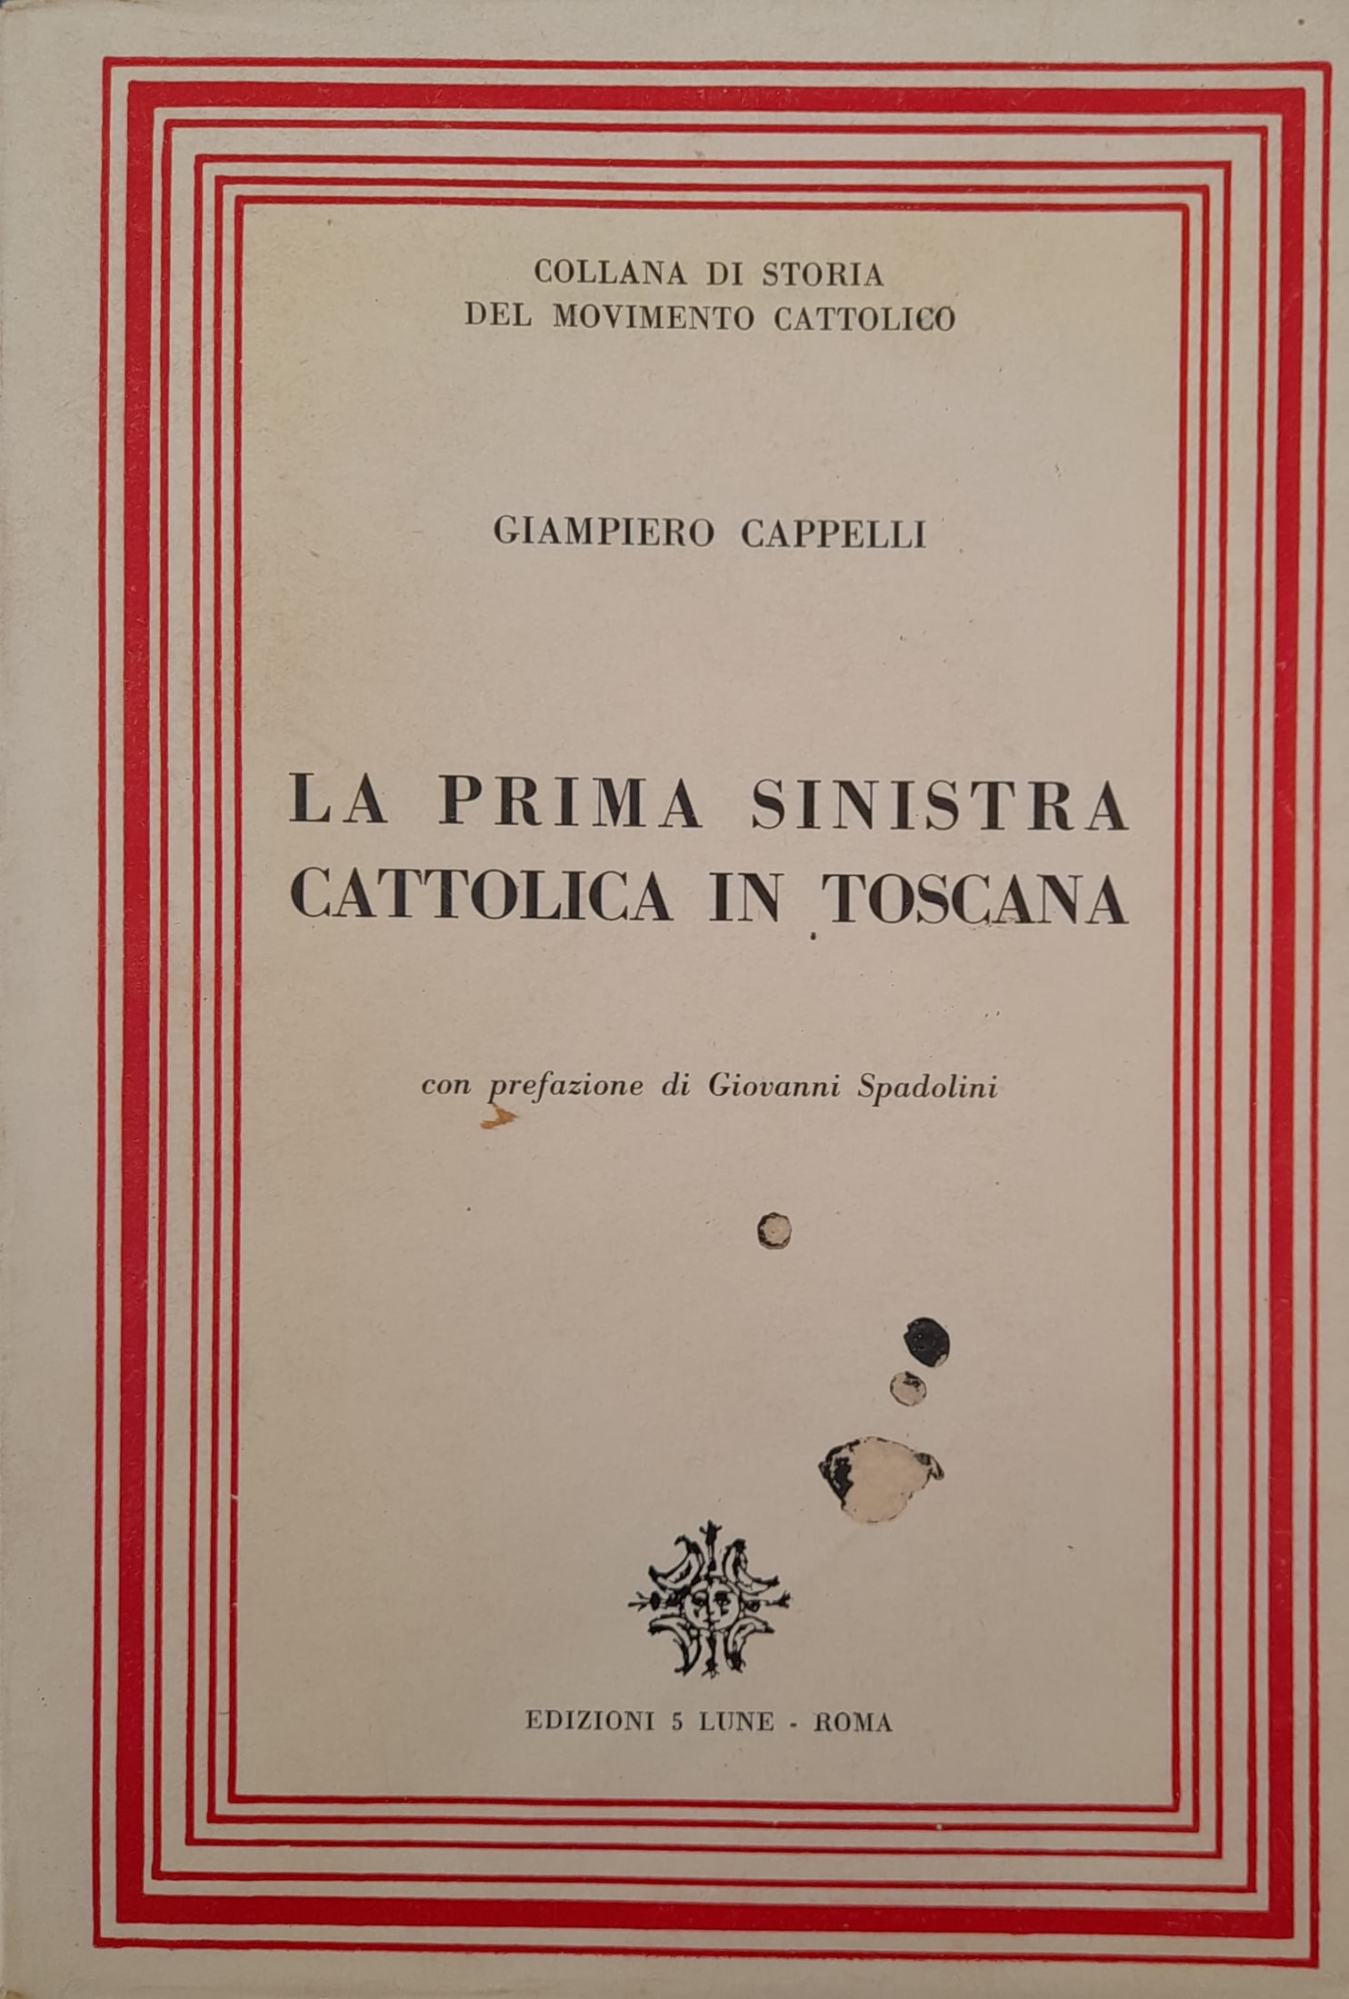 COLLANA DI STORIA
DEL MOVIMENTO CATTOLICO
GIAMPIERO CAPPELLI
LA PRIMA SINISTRA
CATTOLICA IN TOSCANA
con prefazione di Giovanni Spadolini
EDIZIONI 5 LUNE - ROMA